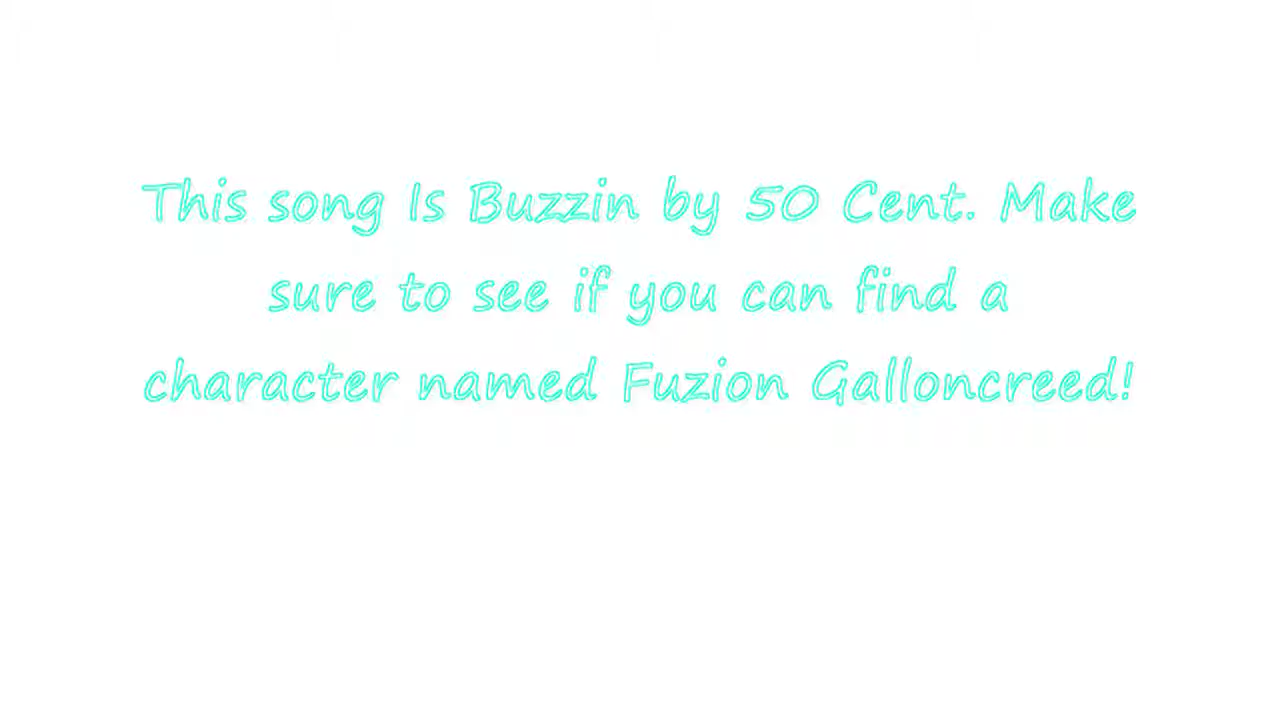 This song Is Buzzin by 50 Cent. Make
sure to see if you can find a
character named Fuzion Galloncreed!